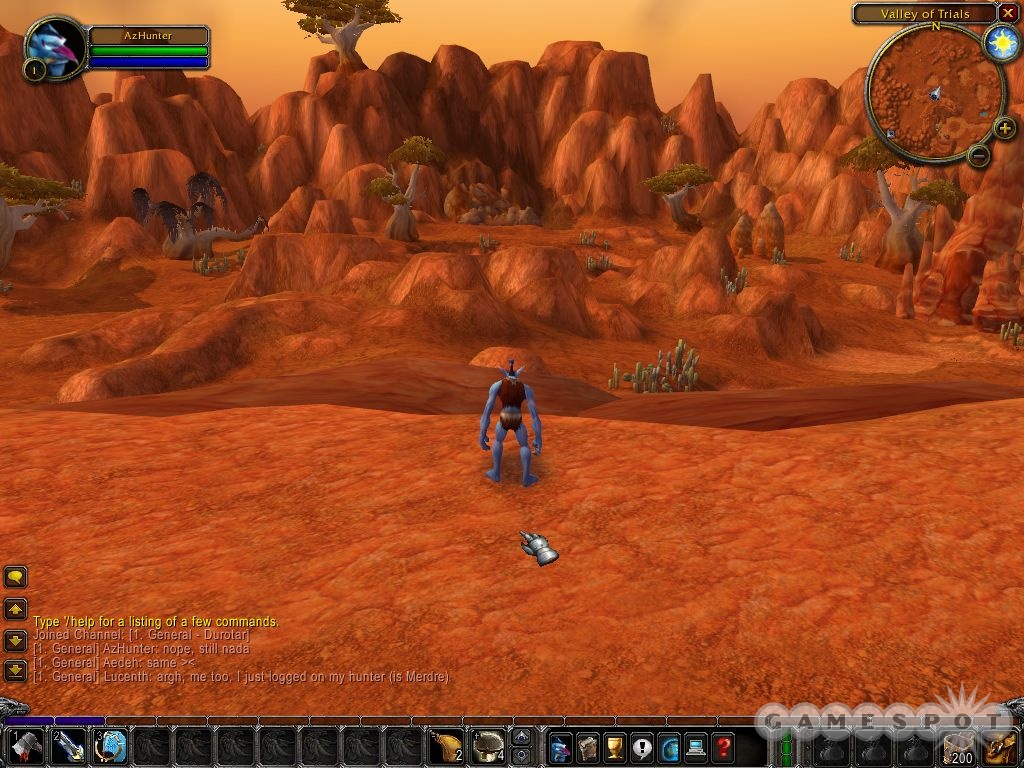 AzHunter
1
Valley of Trials
N
Type '/help for a listing of a few commands.
Joined Channel: [1. General - Durotar]
[1. General] AzHunter: nope, still nada
[1. General] Aedeh: same ><
[1. General] Lucenth: argh, me too, I just logged on my hunter (is Merdre)
GAMESPOT
1 2 3 2 4 ? 200